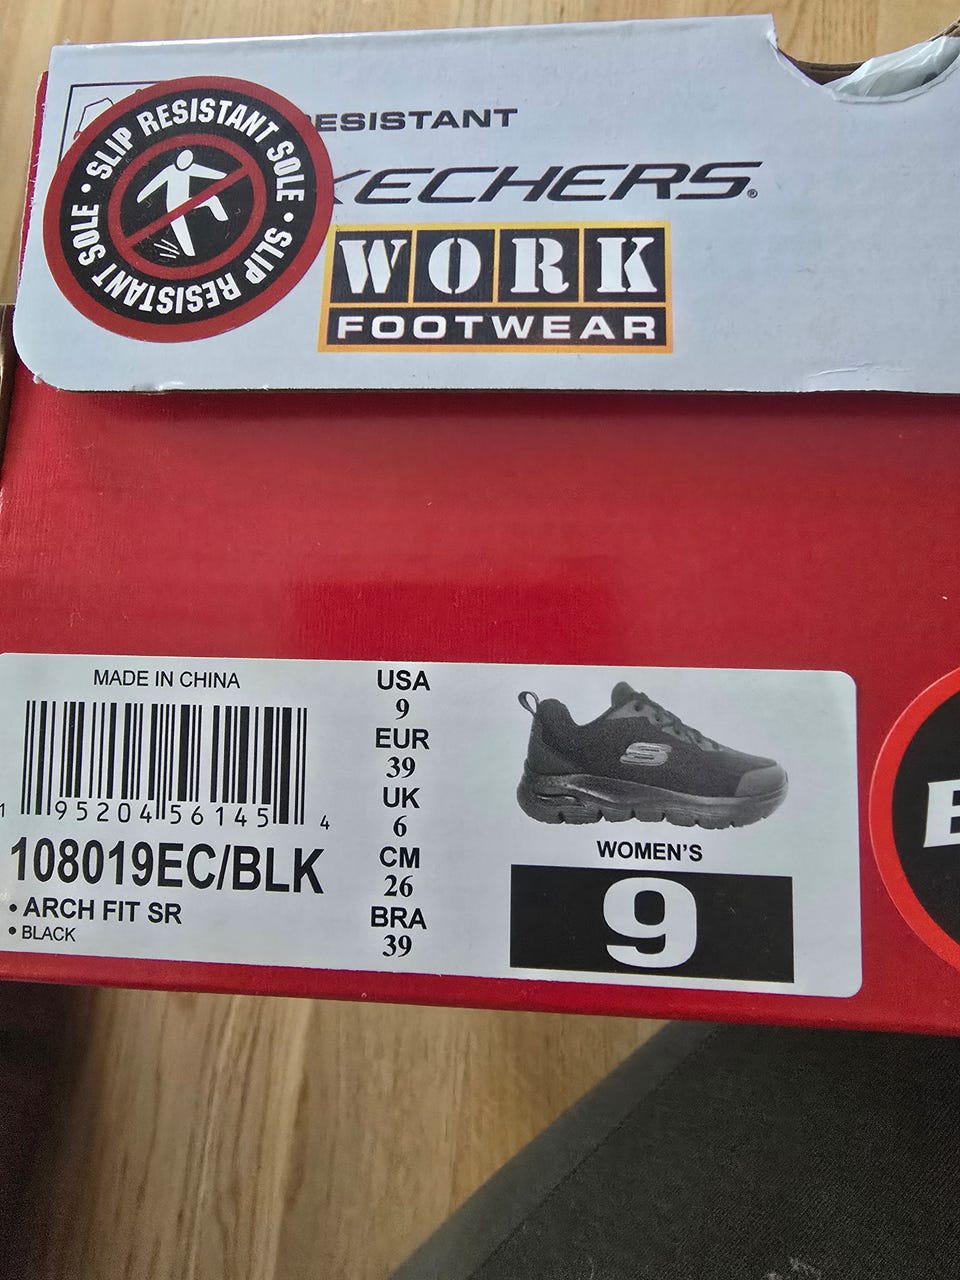 SLIP RESISTANT SOLE • SLIP RESISTANT SOLE •
ESISTANT
KECHERS.®
WORK
FOOTWEAR
MADE IN CHINA
1 95204 56145 4
108019EC/BLK
• ARCH FIT SR
• BLACK
USA
9
EUR
39
UK
6
CM
26
BRA
39
S
WOMEN'S
9
E